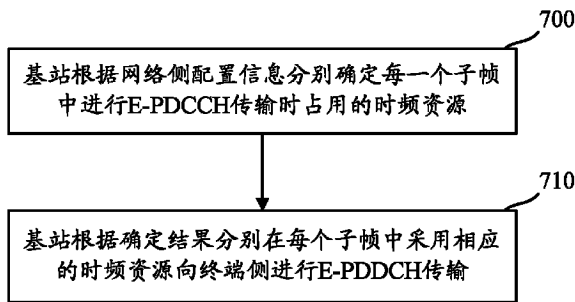 700
基站根据网络侧配置信息分别确定每一个子帧
中进行E-PDCCH传输时占用的时频资源
710
基站根据确定结果分别在每个子帧中采用相应
的时频资源向终端侧进行E-PDDCH传输